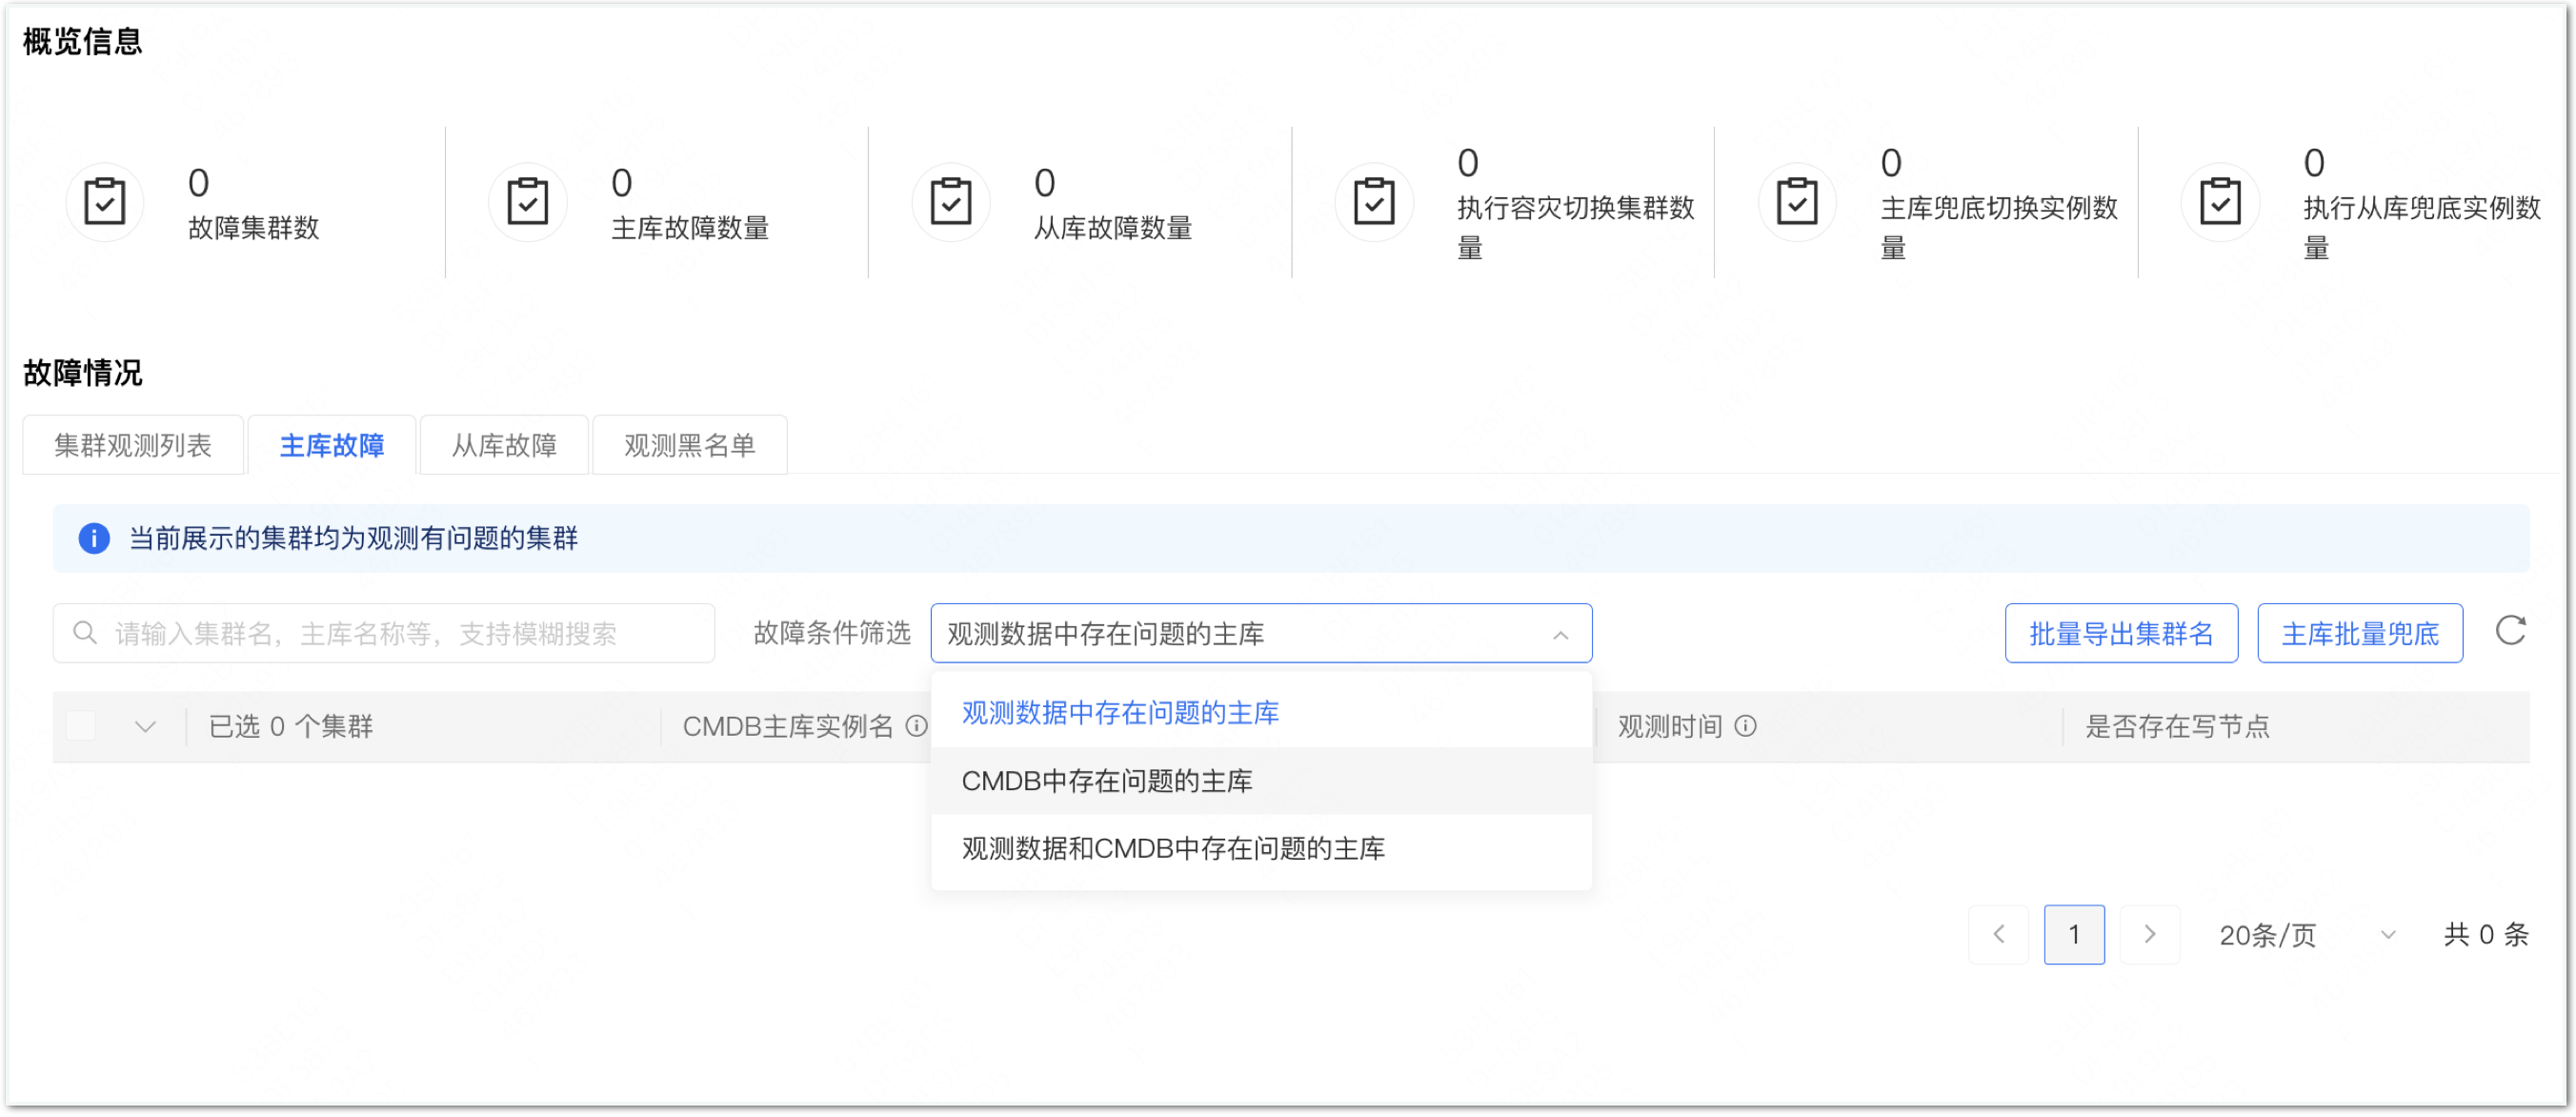 概览信息
0
故障集群数
0
主库故障数量
0
从库故障数量
0
执行容灾切换集群数
量
0
主库兜底切换实例数
量
0
执行从库兜底实例数
量
故障情况
集群观测列表
主库故障
从库故障
观测黑名单
当前展示的集群均为观测有问题的集群
请输入集群名，主库名称等，支持模糊搜索
故障条件筛选
观测数据中存在问题的主库
批量导出集群名
主库批量兜底
已选 0 个集群
CMDB主库实例名
观测时间
是否存在写节点
观测数据中存在问题的主库
CMDB中存在问题的主库
观测数据和CMDB中存在问题的主库
1
20条/页
共 0 条